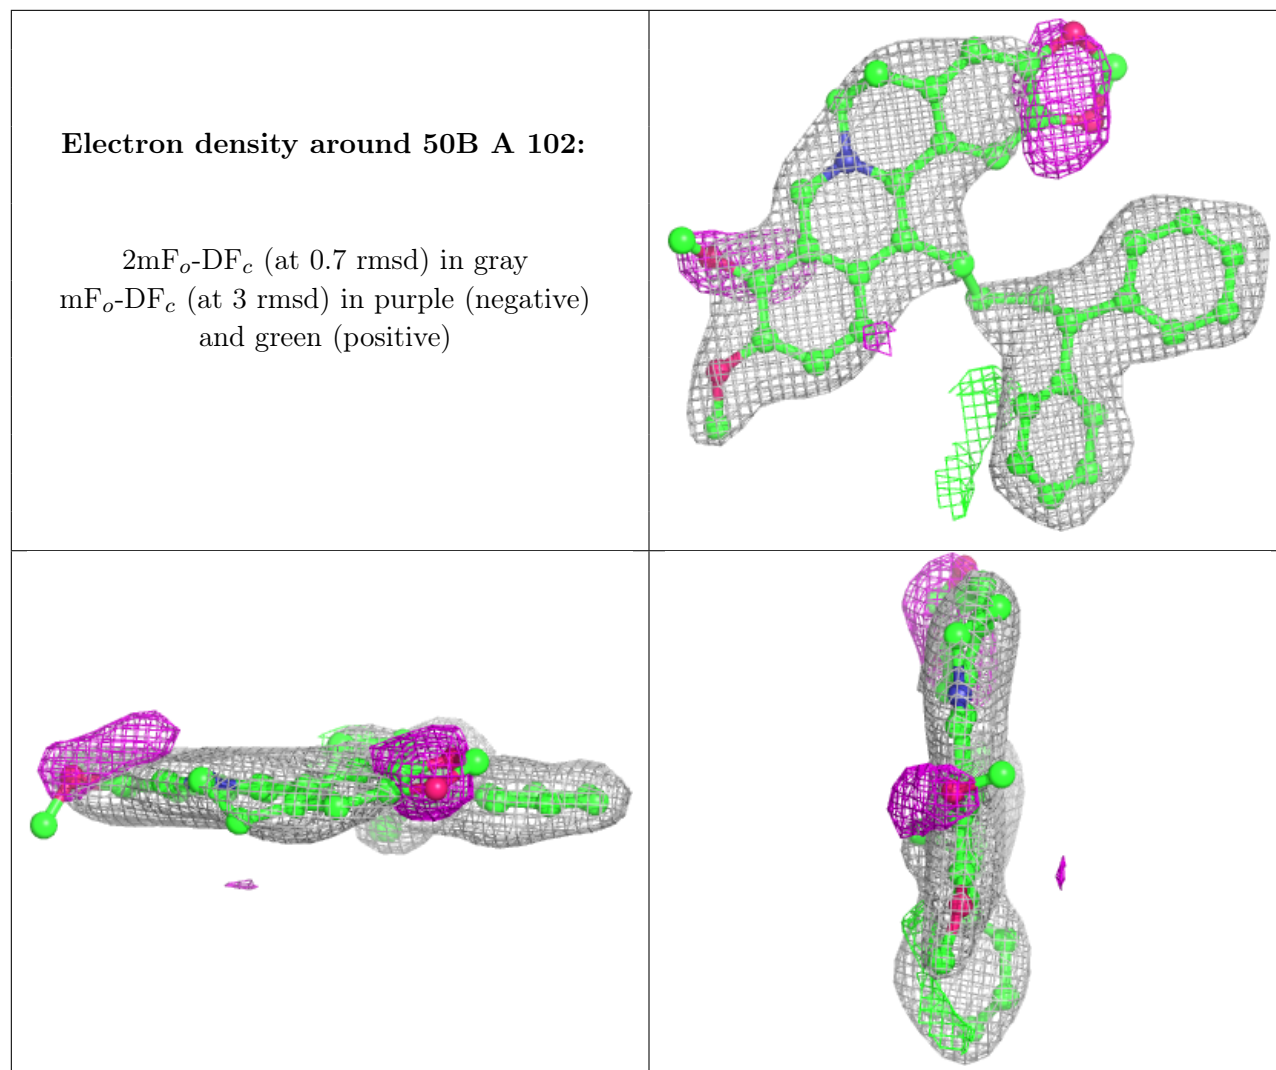 Electron density around 50B A 102:
2mFo-DFc (at 0.7 rmsd) in gray
mFo-DFc (at 3 rmsd) in purple (negative)
and green (positive)